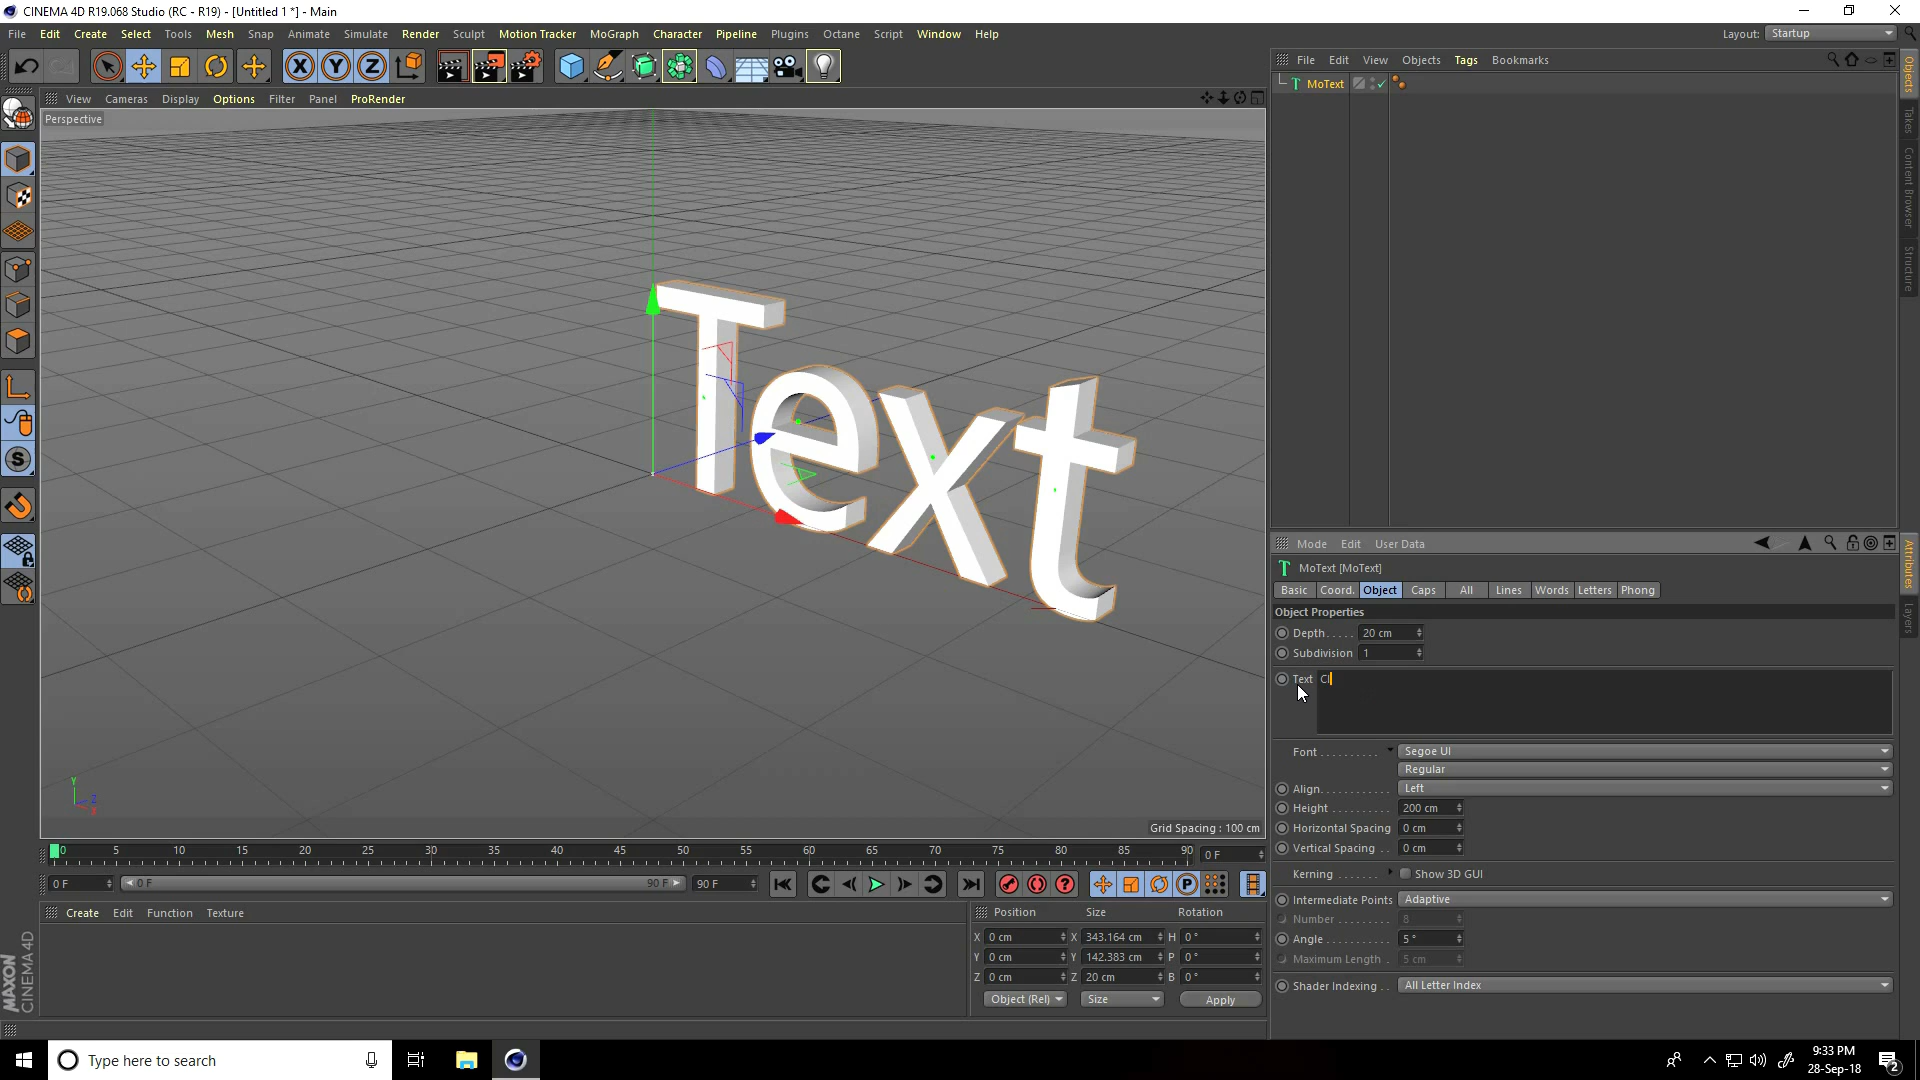 CINEMA 4D R19.068 Studio (RC - R19) - [Untitled 1 *] - Main
File Edit Create Select Tools Mesh Snap Animate Simulate Render Sculpt Motion Tracker MoGraph Character Pipeline Plugins Octane Script Window Help
Layout: Startup
X Y Z
File Edit View Objects Tags Bookmarks
MoText
View Cameras Display Options Filter Panel ProRender
Perspective
Text
Y
Z
X
Grid Spacing : 100 cm
Objects
Takes
Content Browser
Structure
Mode Edit User Data
MoText [MoText]
Basic Coord. Object Caps All Lines Words Letters Phong
Object Properties
Depth..... 20 cm
Subdivision 1
Text CI
Font .......... Segoe UI
Regular
Align............ Left
Height .......... 200 cm
Horizontal Spacing 0 cm
Vertical Spacing .. 0 cm
Kerning ....... Show 3D GUI
Intermediate Points Adaptive
Number ......... 8
Angle............ 5 °
Maximum Length . 5 cm
Shader Indexing . . All Letter Index
Attributes
Layers
0 5 10 15 20 25 30 35 40 45 50 55 60 65 70 75 80 85 90 0 F
0 F 0 F 90 F 90 F
Create Edit Function Texture
Position Size Rotation
X 0 cm X 343.164 cm H 0 °
Y 0 cm Y 142.383 cm P 0 °
Z 0 cm Z 20 cm B 0 °
Object (Rel) Size Apply
MAXON
CINEMA 4D
Type here to search
9:33 PM
28-Sep-18
2